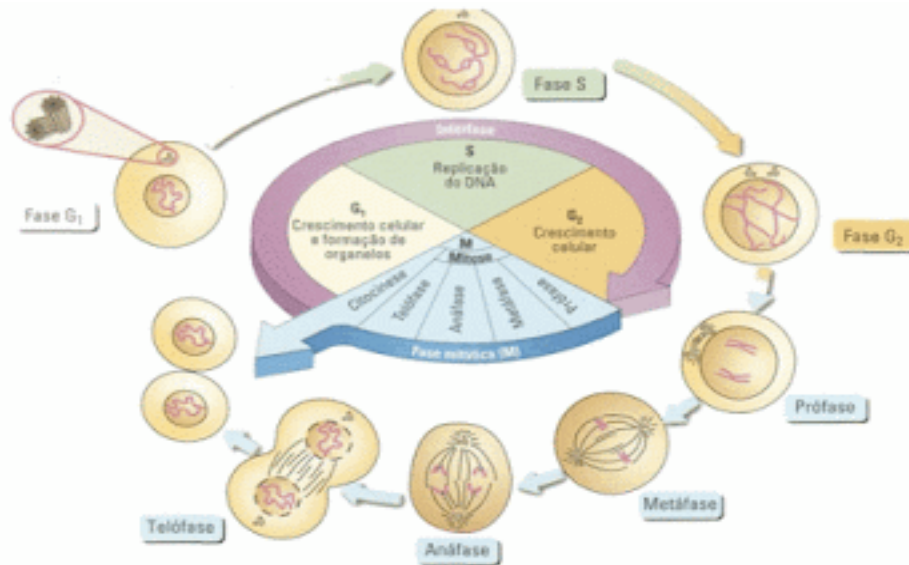 Fase S
Interfase
S
Replicação
do DNA
Fase G₁
G₁
Crescimento celular
e formação de
organelos
G₂
Crescimento
celular
Fase G₂
M
Mitose
Citocinese
Telófase
Anáfase
Metáfase
Prófase
Fase mitótica (M)
Prófase
Metáfase
Anáfase
Telófase